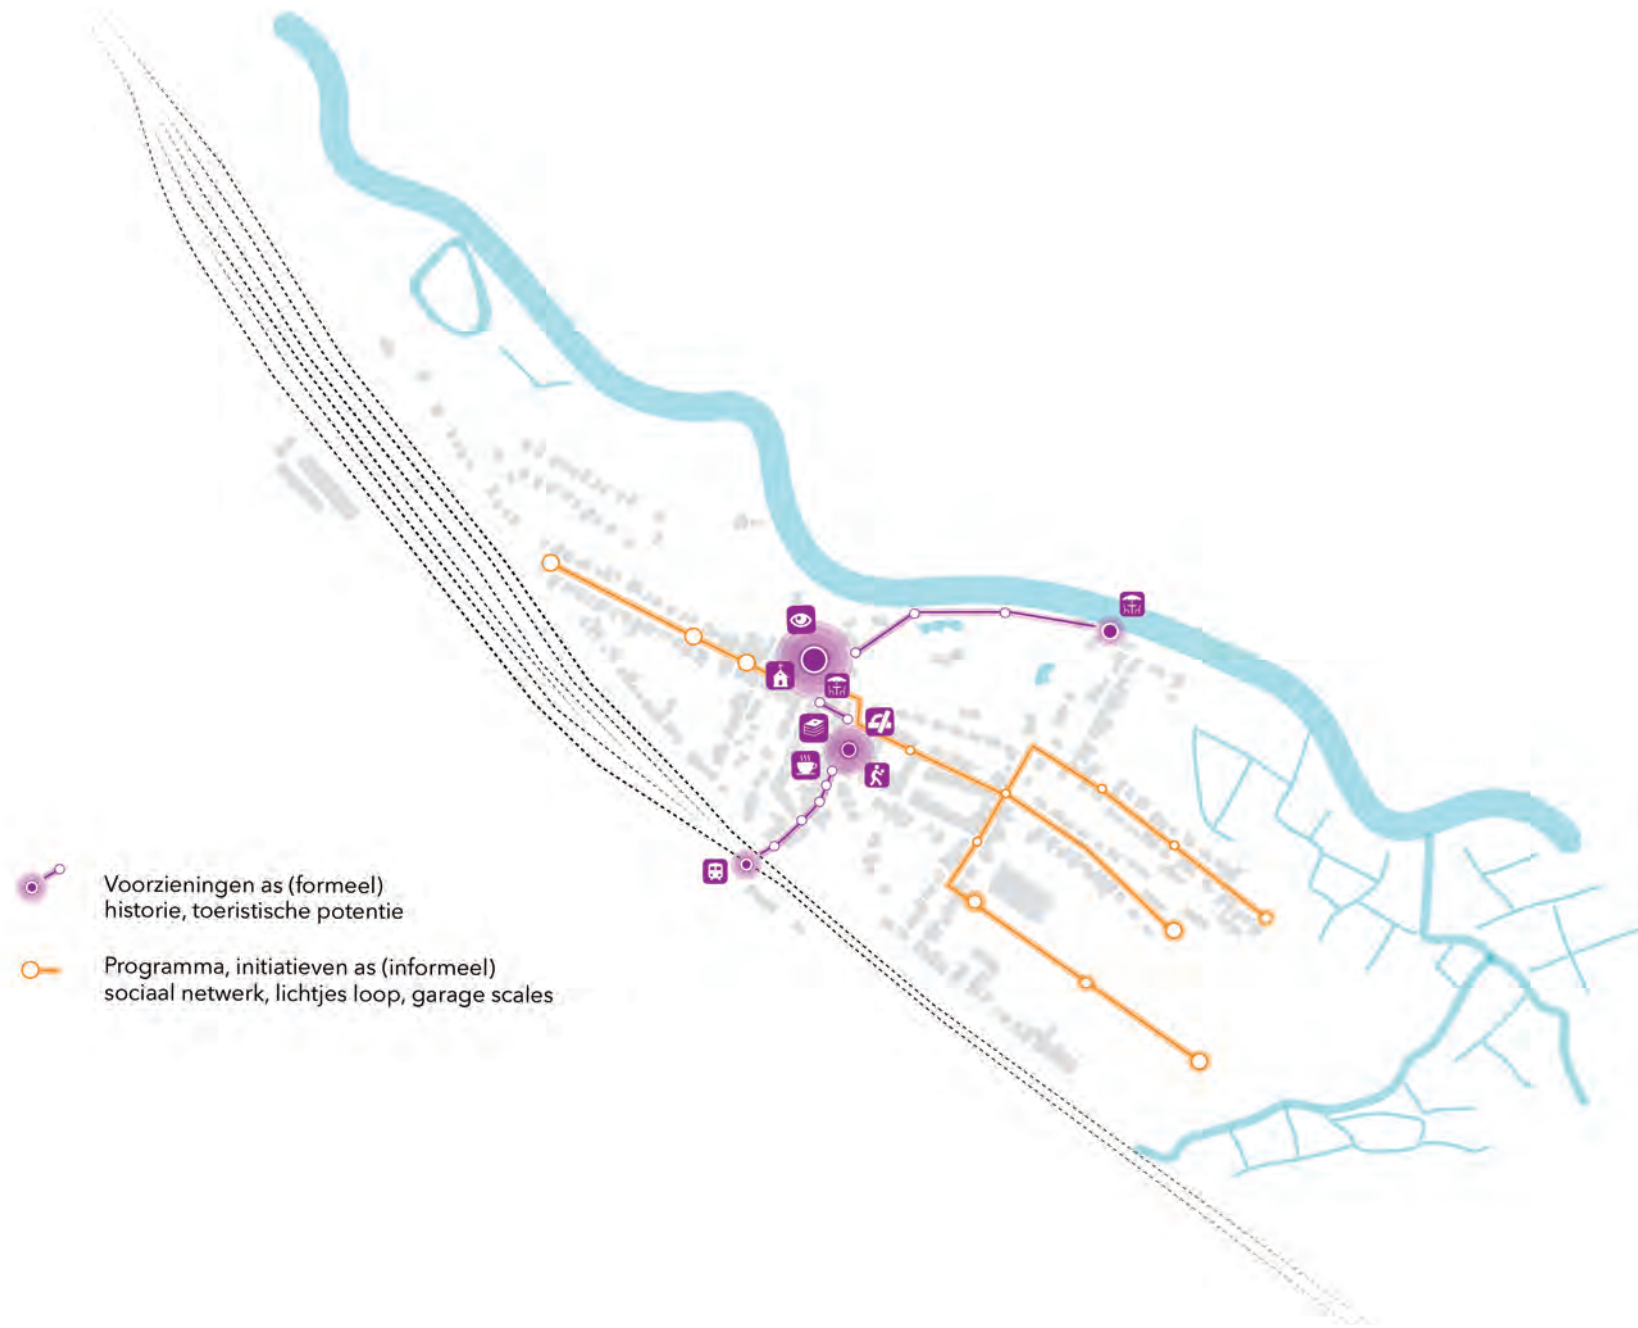 Voorzieningen as (formeel)
historie, toeristische potentie
Programma, initiatieven as (informeel)
sociaal netwerk, lichtjes loop, garage scales